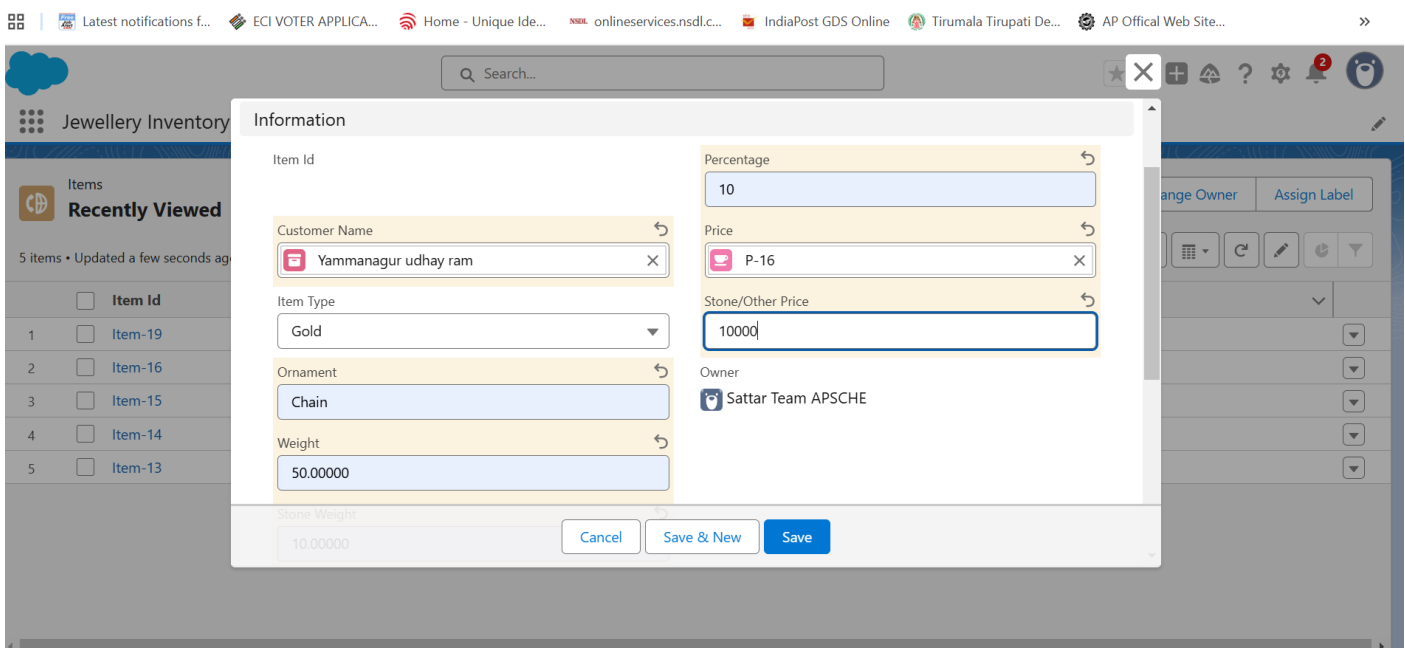 Latest notifications f...
ECI VOTER APPLICA...
Home - Unique Ide...
NSDL onlineservices.nsdl.c...
IndiaPost GDS Online
Tirumala Tirupati De...
AP Offical Web Site...
Search...
2
Jewellery Inventory
Information
Items
Recently Viewed
5 items • Updated a few seconds ag
ange Owner
Assign Label
Item Id
1 Item-19
2 Item-16
3 Item-15
4 Item-14
5 Item-13
Item Id
Customer Name
Yammanagur udhay ram
Item Type
Gold
Ornament
Chain
Weight
50.00000
Stone Weight
10.00000
Percentage
10
Price
P-16
Stone/Other Price
10000
Owner
Sattar Team APSCHE
Cancel
Save & New
Save